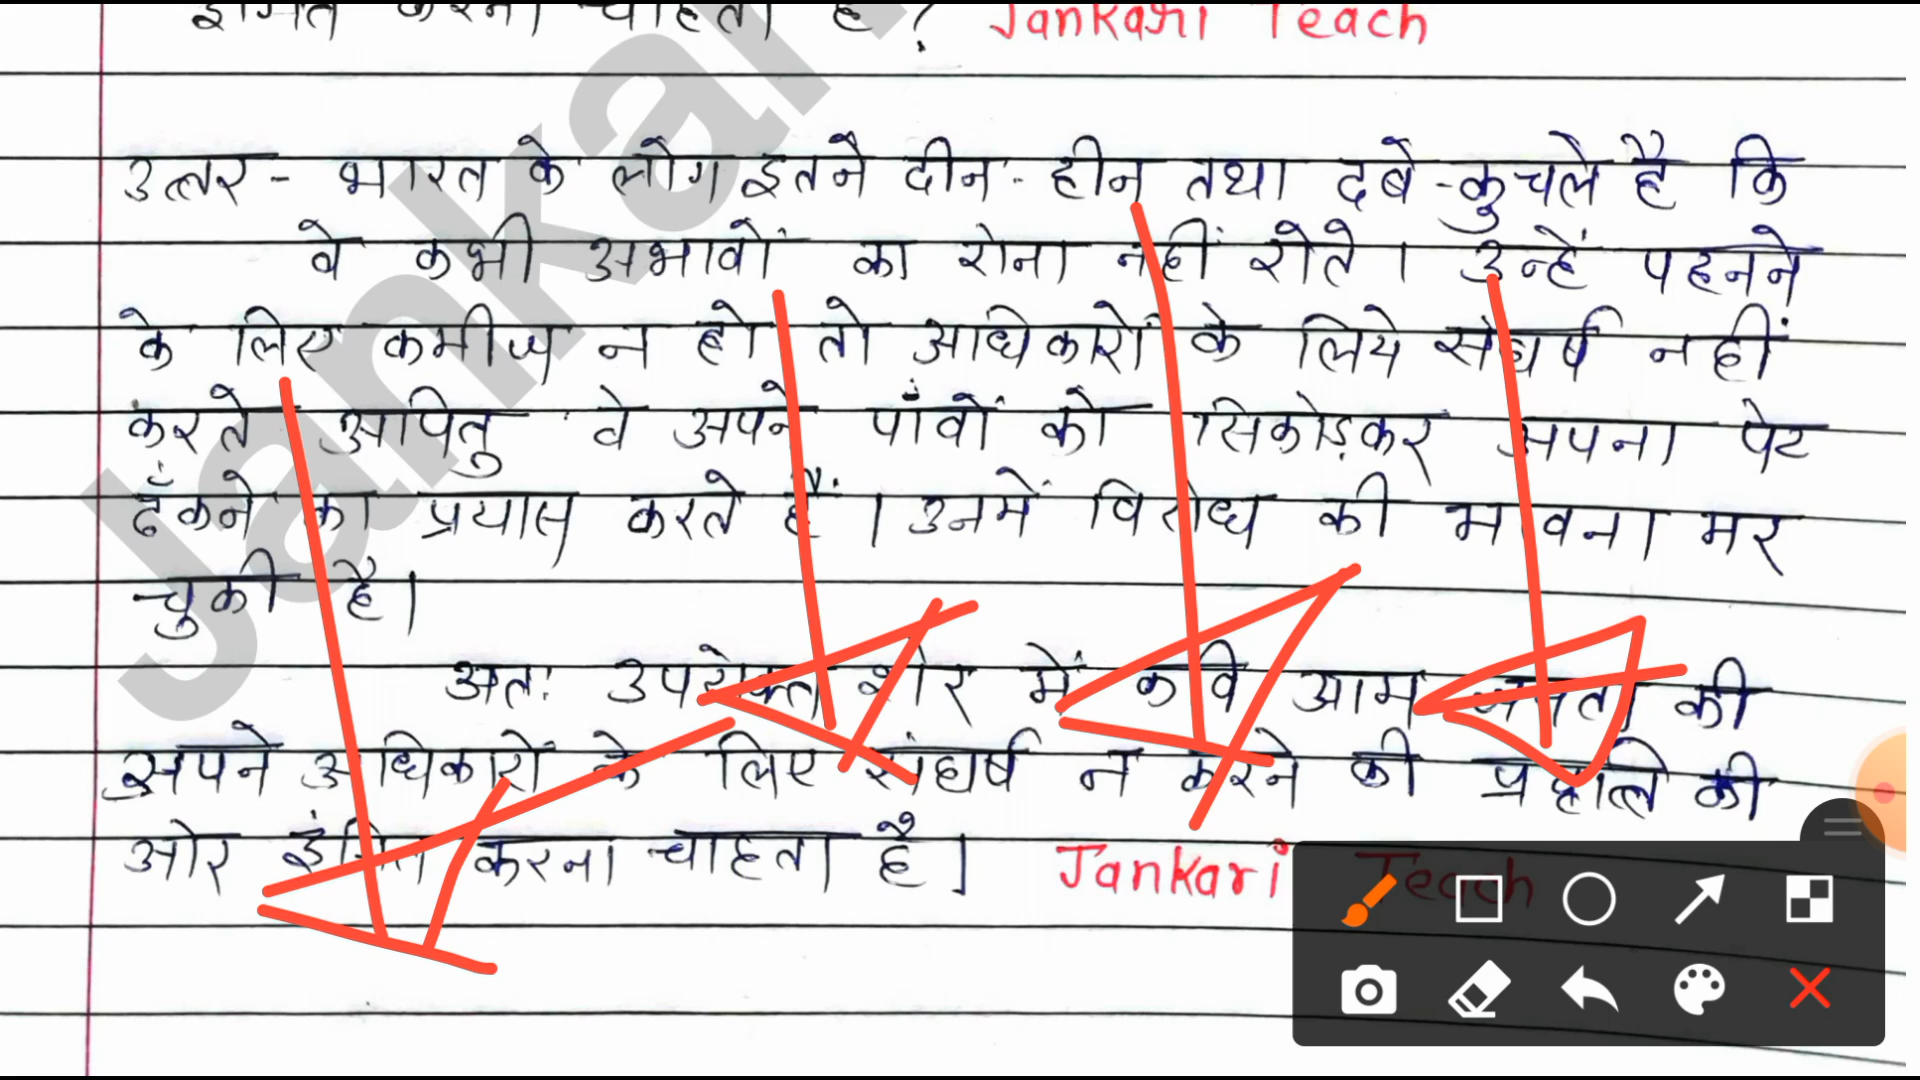 इंगित करना चाहता है? Jankari Teach
उत्तर- भारत के लोग इतने दीन- हीन तथा दबे-कुचले है कि
वे कभी अभावों का रोना नहीं रोते। उन्हें पहनने
के लिए कमीज न हो तो अधिकारों के लिये संघर्ष नहीं
करते अपितु वे अपने पाँवों को सिकोड़कर अपना पेट
ढँकने का प्रयास करते हैं। उनमें विरोध की भावना मर
चुकी है।
अतः उपरोक्त शेर में कवि आम जनता की
अपने अधिकारों के लिए संघर्ष न करने की प्रवृत्ति की
ओर इंगित करना चाहता है। Jankari Teach
Jankari